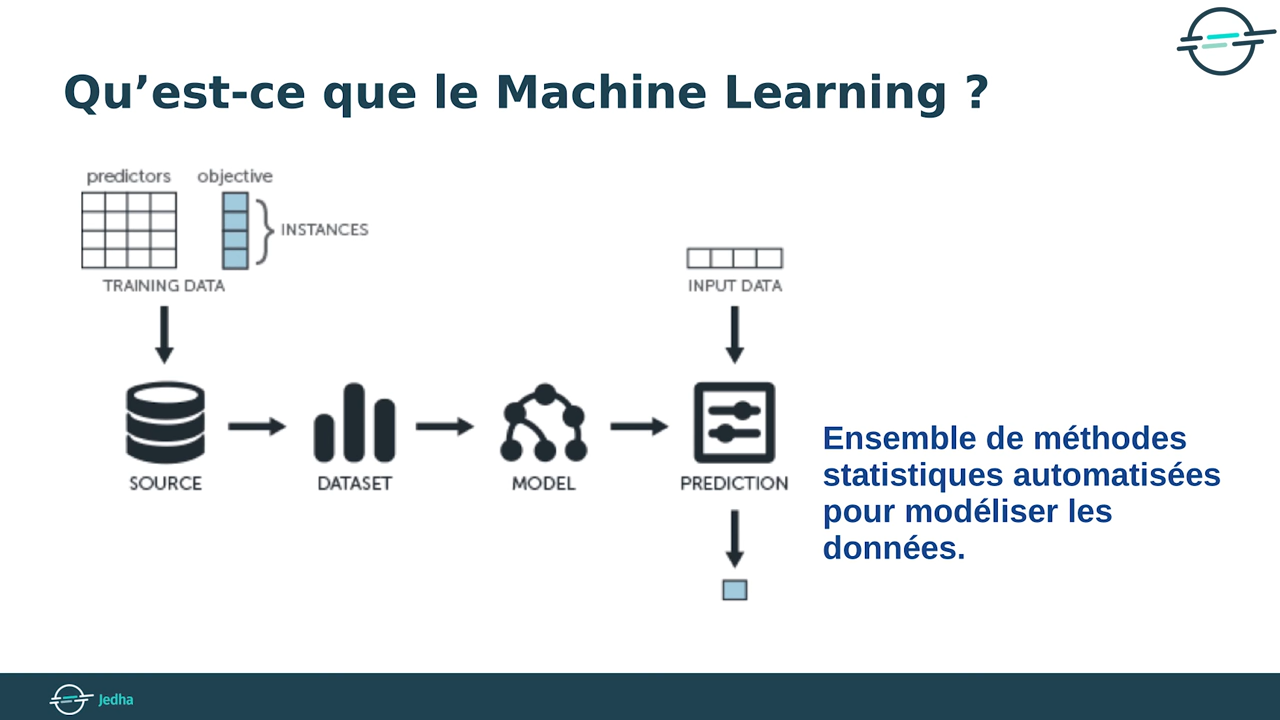 Qu’est-ce que le Machine Learning ?
predictors
objective
INSTANCES
TRAINING DATA
INPUT DATA
SOURCE
DATASET
MODEL
PREDICTION
Ensemble de méthodes
statistiques automatisées
pour modéliser les
données.
Jedha